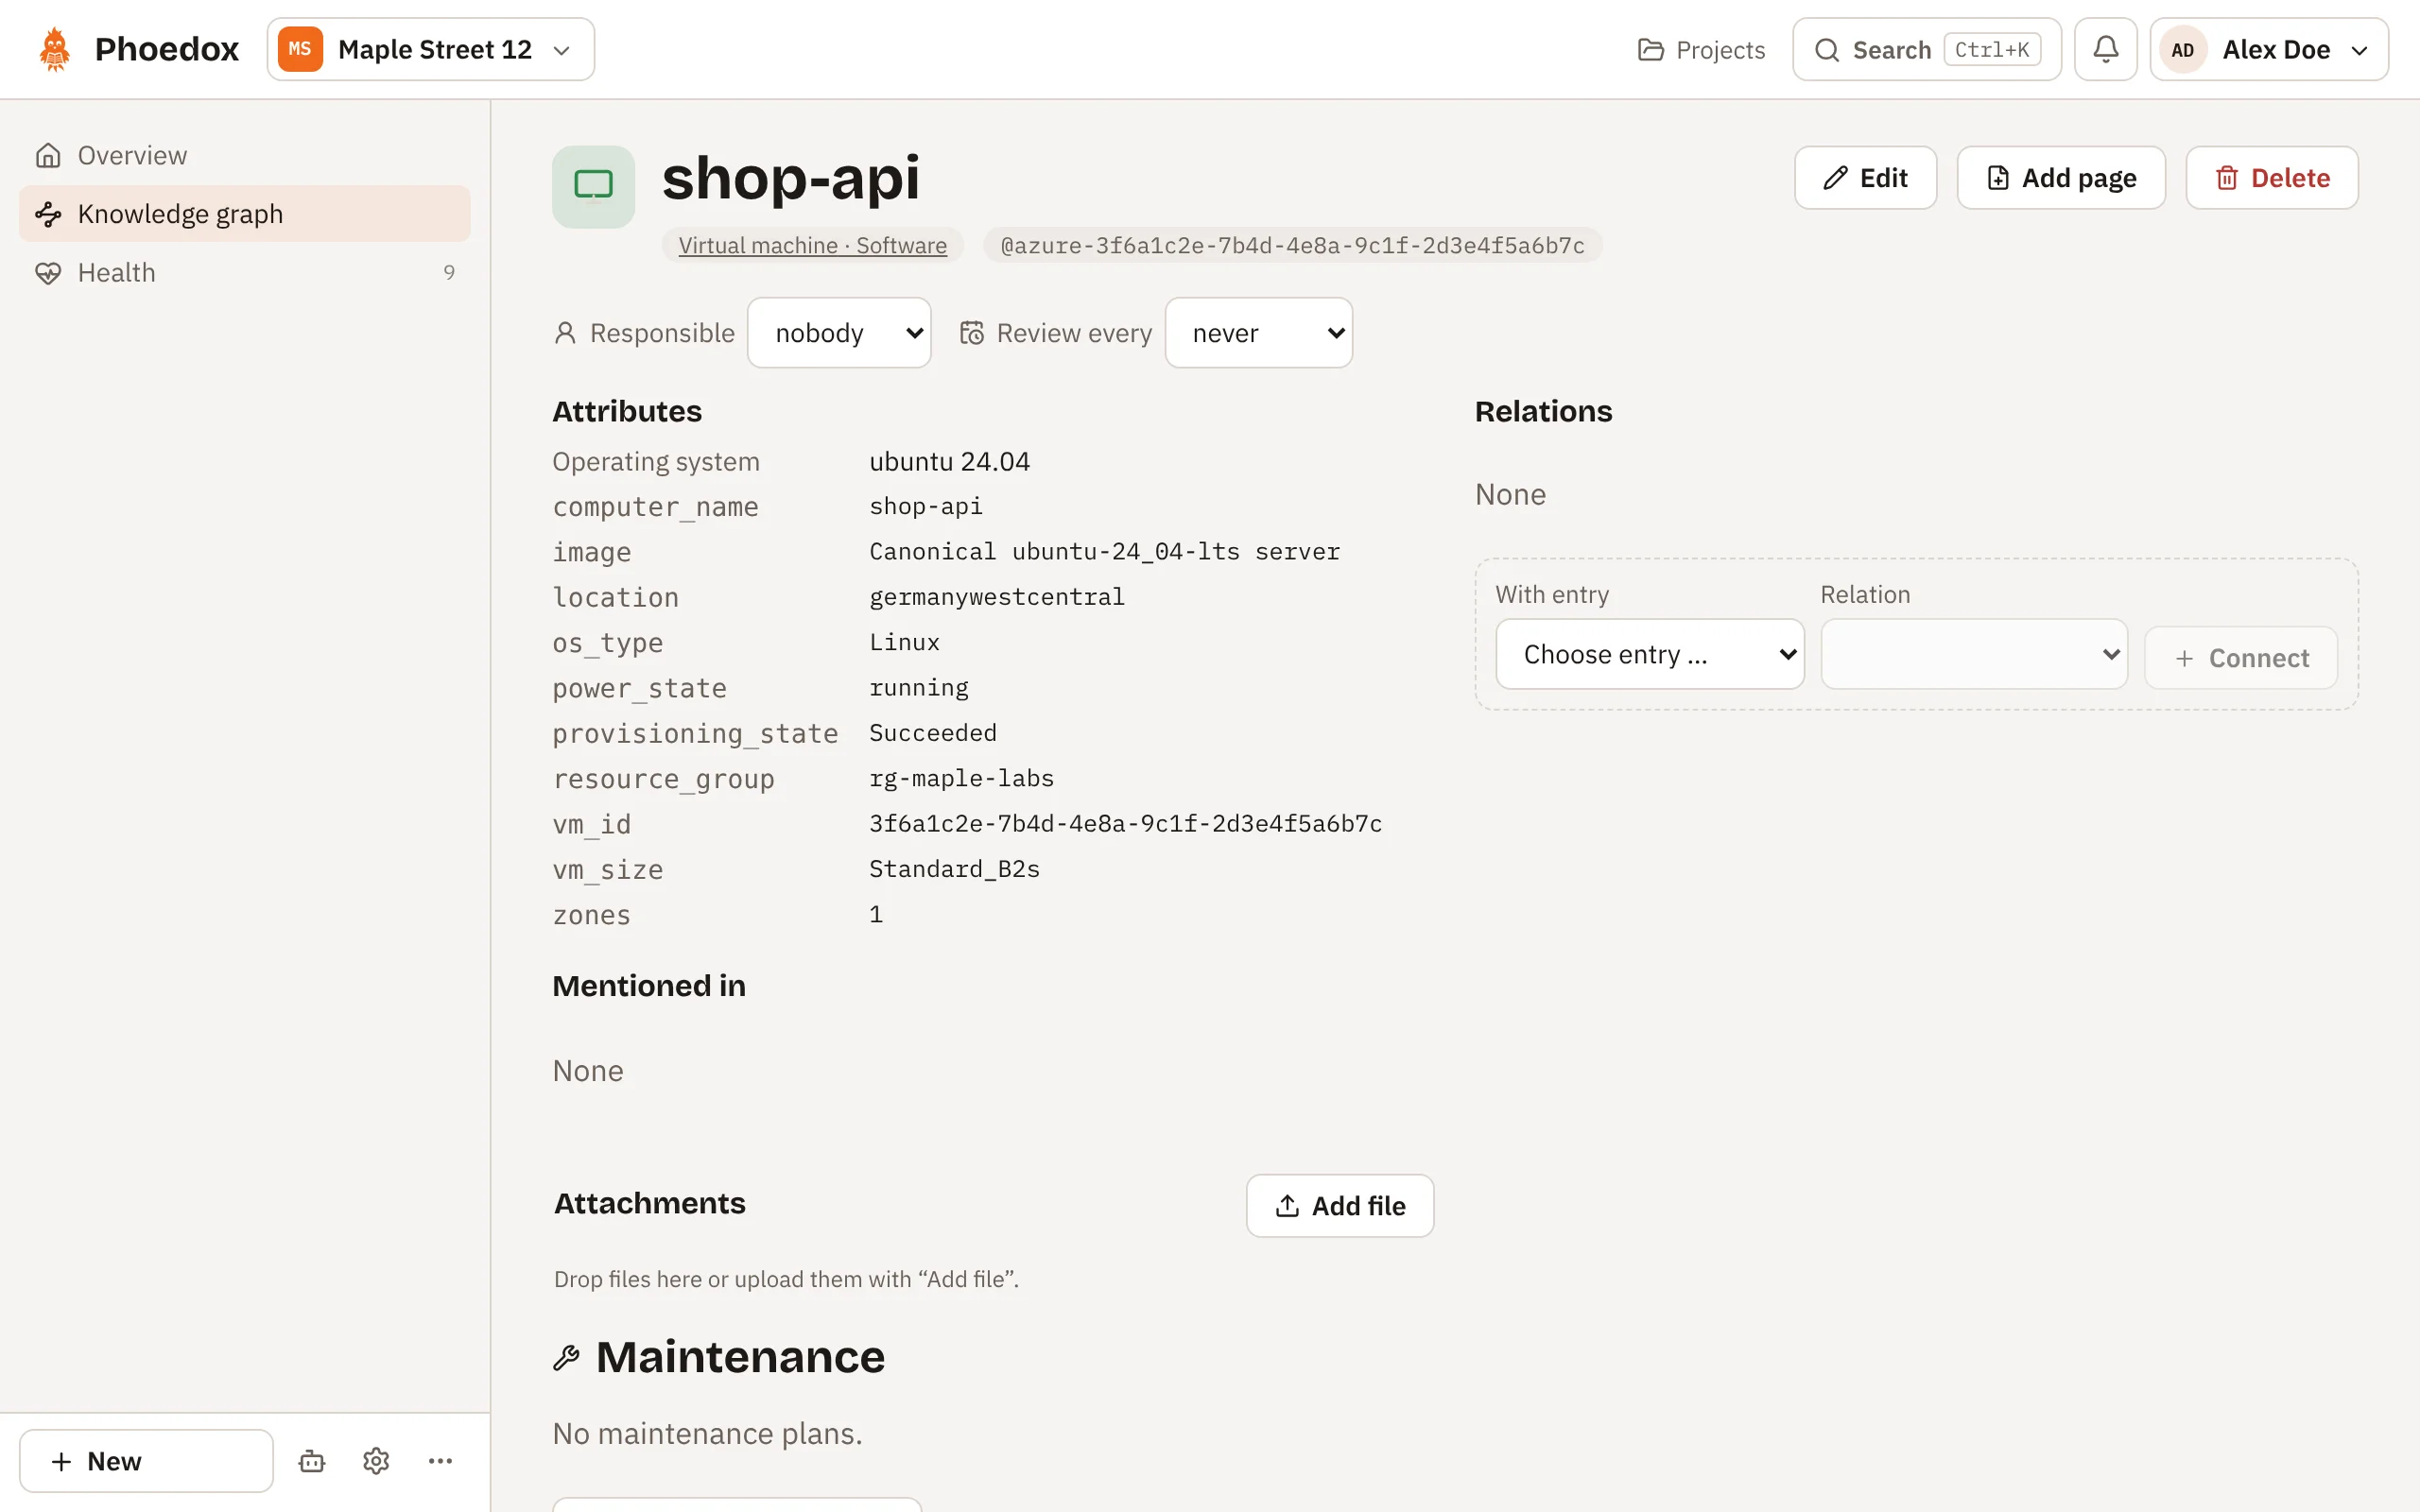 Phoedox
MS Maple Street 12
Projects
Search Ctrl+K
AD Alex Doe
Overview
Knowledge graph
Health 9
shop-api
Edit
Add page
Delete
Virtual machine · Software
@azure-3f6a1c2e-7b4d-4e8a-9c1f-2d3e4f5a6b7c
Responsible nobody
Review every never
Attributes
Operating system ubuntu 24.04
computer_name shop-api
image Canonical ubuntu-24_04-lts server
location germanywestcentral
os_type Linux
power_state running
provisioning_state Succeeded
resource_group rg-maple-labs
vm_id 3f6a1c2e-7b4d-4e8a-9c1f-2d3e4f5a6b7c
vm_size Standard_B2s
zones 1
Relations
None
With entry Relation
Choose entry ... + Connect
Mentioned in
None
Attachments
Add file
Drop files here or upload them with “Add file”.
Maintenance
No maintenance plans.
+ New